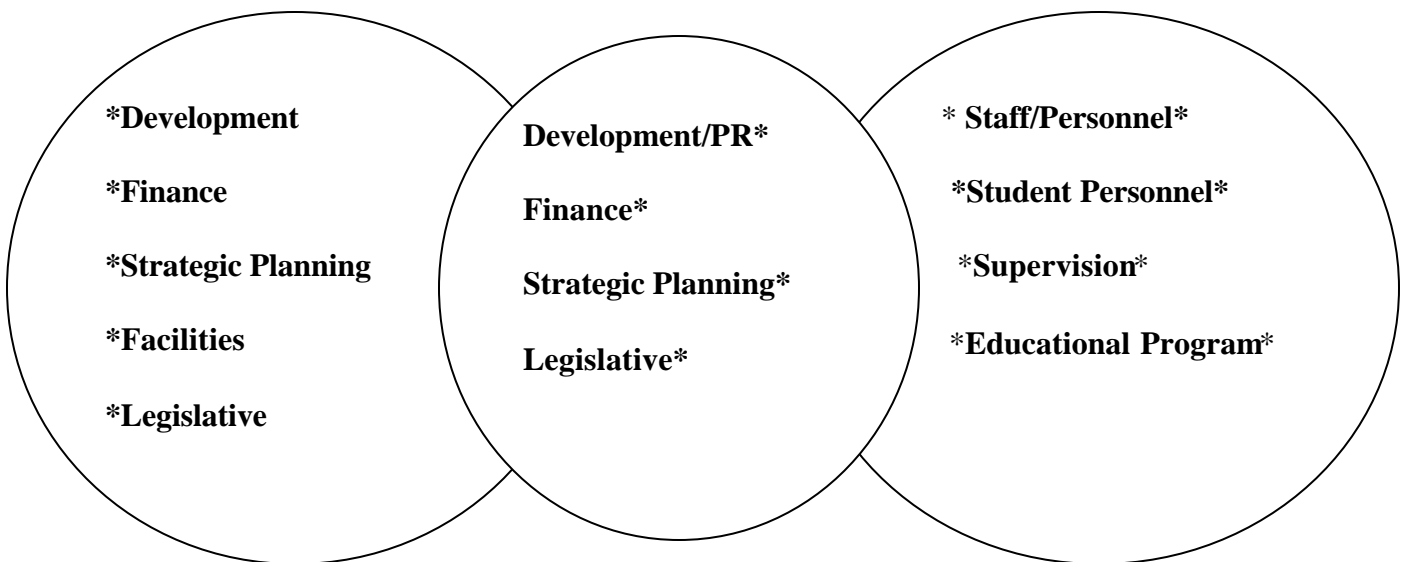 *Development
*Finance
*Strategic Planning
*Facilities
*Legislative
Development/PR*
Finance*
Strategic Planning*
Legislative*
* Staff/Personnel*
*Student Personnel*
*Supervision*
*Educational Program*